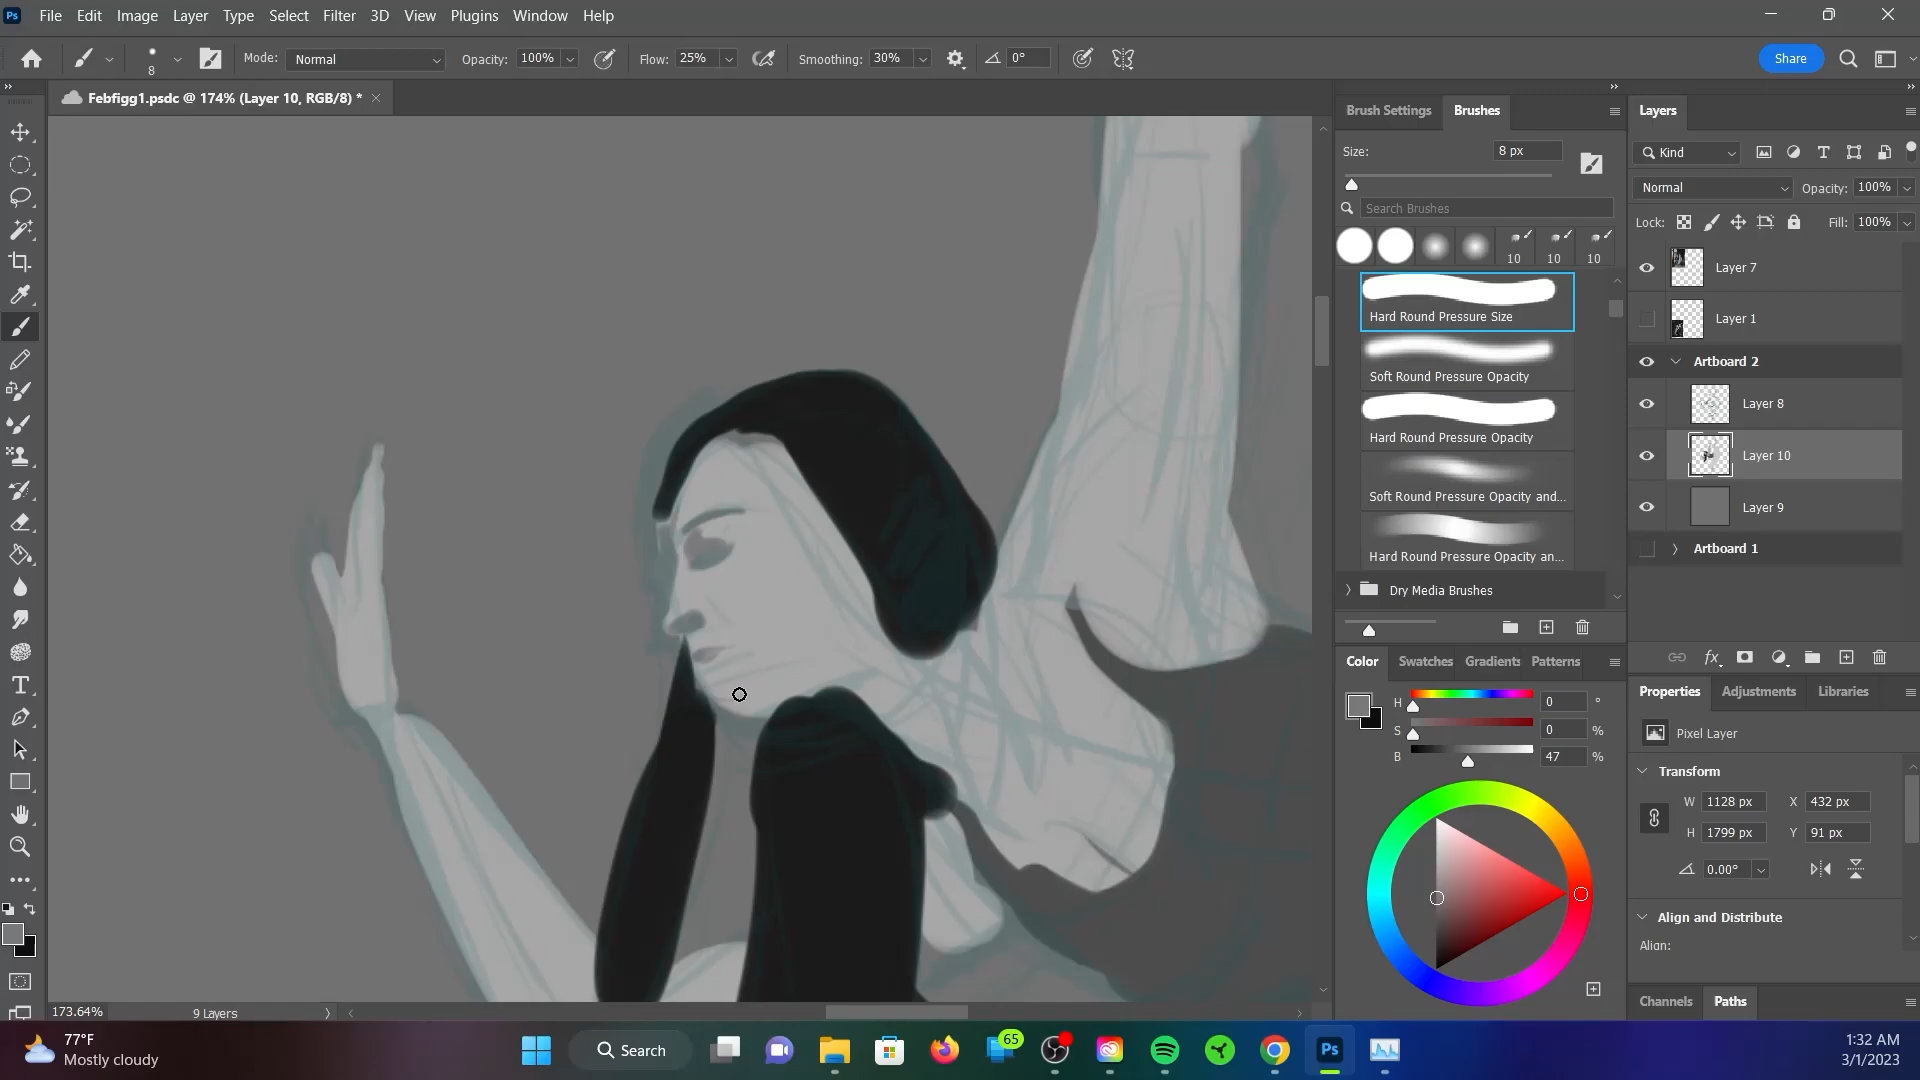 Ps File Edit Image Layer Type Select Filter 3D View Plugins Window Help
8 Mode: Normal Opacity: 100% Flow: 25% Smoothing: 30% 0° Share
Febfigg1.psdc @ 174% (Layer 10, RGB/8) *
Brush Settings Brushes
Size: 8 px
Search Brushes
10 10 10
Hard Round Pressure Size
Soft Round Pressure Opacity
Hard Round Pressure Opacity
Soft Round Pressure Opacity and...
Hard Round Pressure Opacity an...
Dry Media Brushes
Color Swatches Gradients Patterns
H 0 °
S 0 %
B 47 %
Layers
Kind
Normal Opacity: 100%
Lock: Fill: 100%
Layer 7
Layer 1
Artboard 2
Layer 8
Layer 10
Layer 9
Artboard 1
fx
Properties Adjustments Libraries
Pixel Layer
Transform
W 1128 px X 432 px
H 1799 px Y 91 px
0.00°
Align and Distribute
Align:
Channels Paths
173.64% 9 Layers
77°F
Mostly cloudy
Search
65
Ps
1:32 AM
3/1/2023